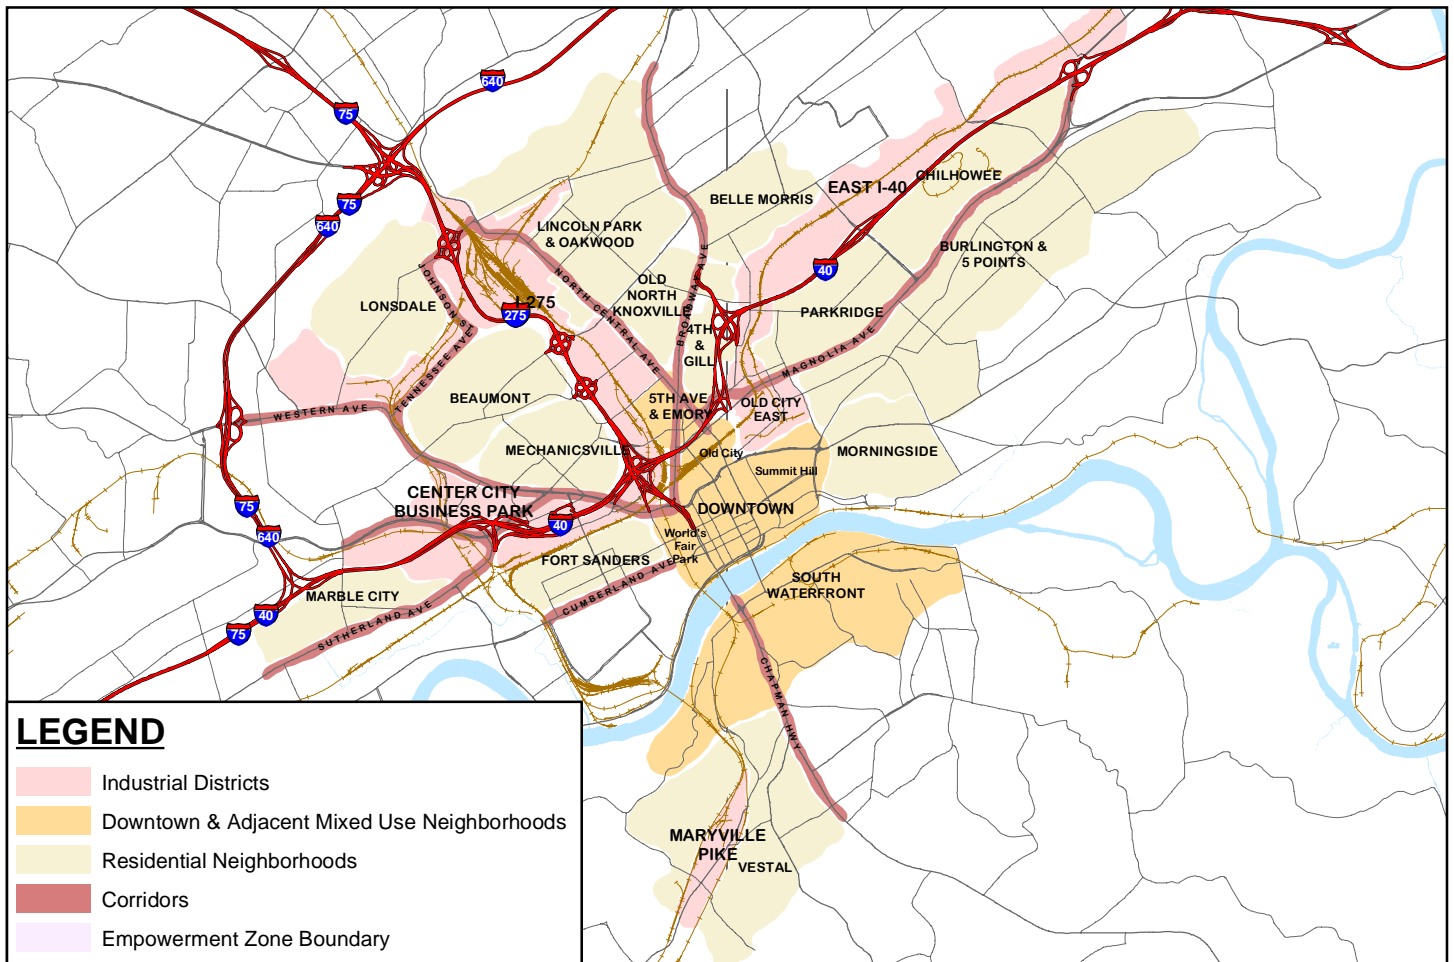 640
75
75
640
BELLE MORRIS
EAST I-40
CHILHOWEE
LINCOLN PARK
& OAKWOOD
BURLINGTON &
5 POINTS
40
JOHNSON ST
NORTH CENTRAL AVE
BROADWAY AVE
OLD
NORTH
KNOXVILLE
LONSDALE
I-275
275
PARKRIDGE
4TH
&
GILL
TENNESSEE AVE
MAGNOLIA AVE
BEAUMONT
5TH AVE
& EMORY
OLD CITY
EAST
WESTERN AVE
MECHANICSVILLE
Old City
MORNINGSIDE
Summit Hill
CENTER CITY
BUSINESS PARK
DOWNTOWN
75
40
640
World's
Fair
Park
FORT SANDERS
CUMBERLAND AVE
SOUTH
WATERFRONT
MARBLE CITY
40
75
SUTHERLAND AVE
CHAPMAN HWY
MARYVILLE
PIKE
VESTAL
LEGEND
Industrial Districts
Downtown & Adjacent Mixed Use Neighborhoods
Residential Neighborhoods
Corridors
Empowerment Zone Boundary